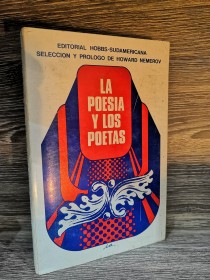 EDITORIAL HOBBS-SUDAMERICANA
SELECCION Y PROLOGO DE HOWARD NEMEROV
LA
POESIA
Y LOS
POETAS